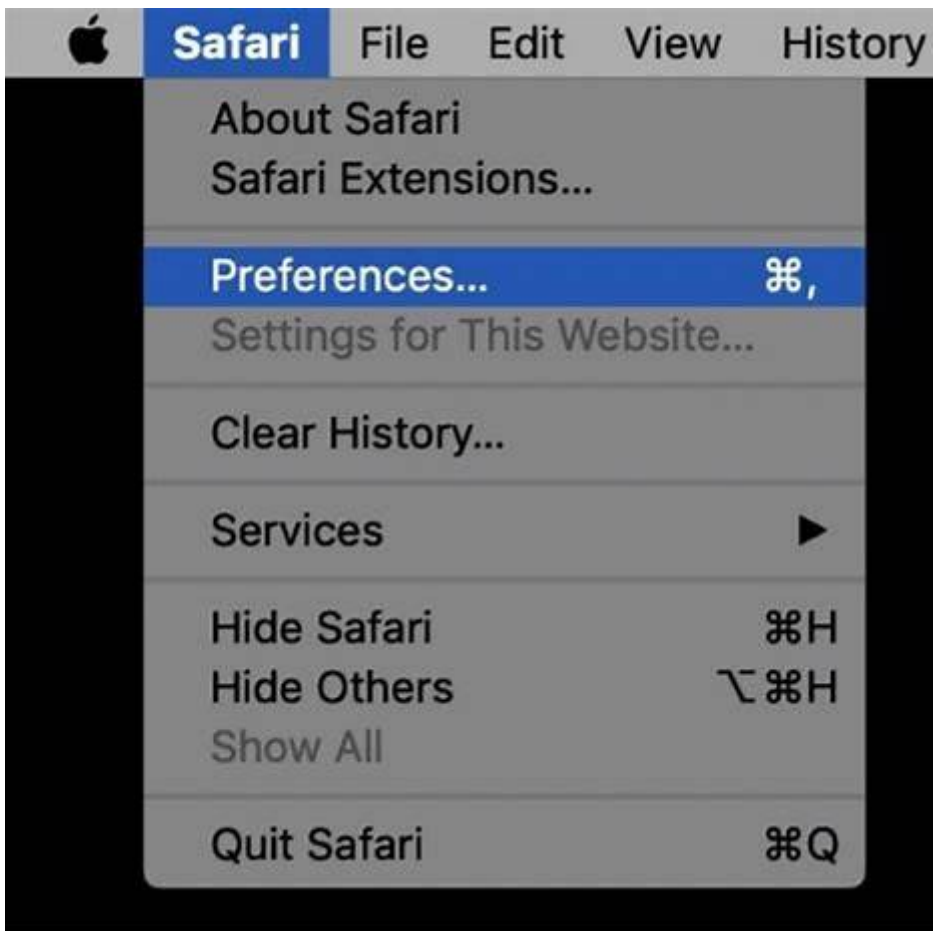 Safari File Edit View History
About Safari
Safari Extensions...
Preferences... ⌘,
Settings for This Website...
Clear History...
Services ▶
Hide Safari ⌘H
Hide Others ⌥⌘H
Show All
Quit Safari ⌘Q